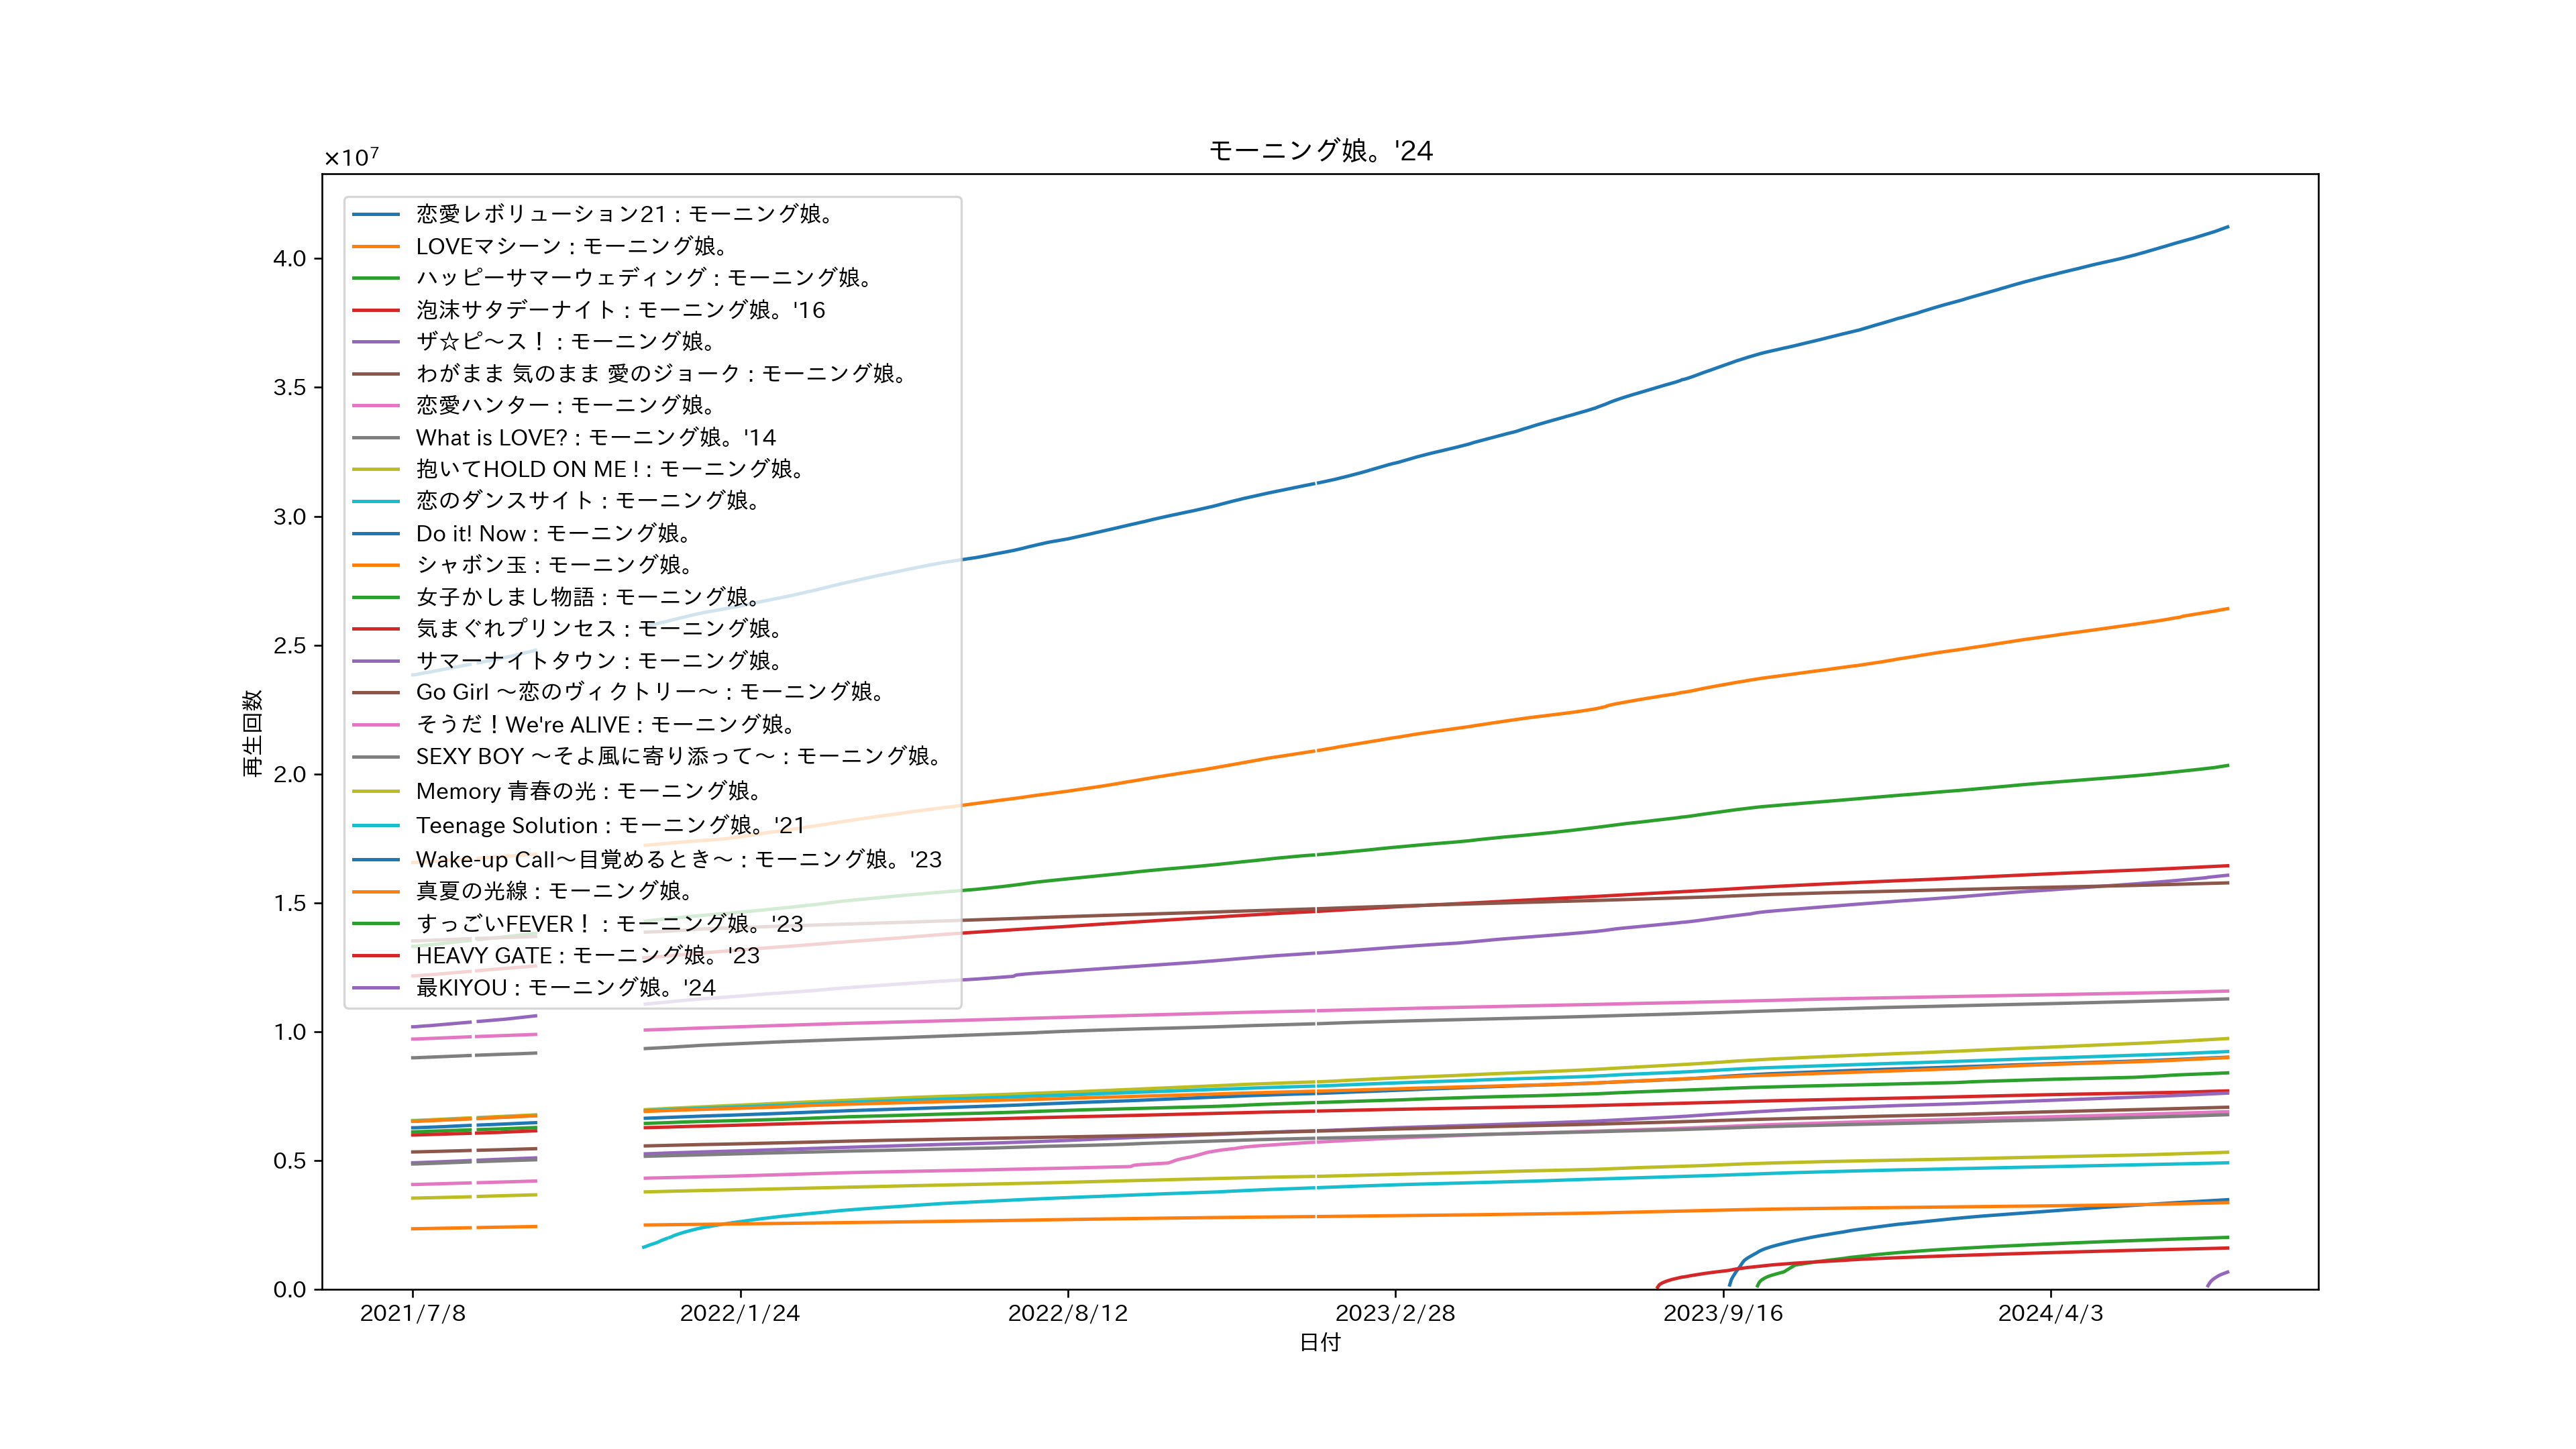 モーニング娘。'24
×10⁷
4.0
3.5
3.0
2.5
2.0
1.5
1.0
0.5
0.0
再生回数
恋愛レボリューション21 : モーニング娘。
LOVEマシーン : モーニング娘。
ハッピーサマーウェディング : モーニング娘。
泡沫サタデーナイト : モーニング娘。'16
ザ☆ピ〜ス！ : モーニング娘。
わがまま 気のまま 愛のジョーク : モーニング娘。
恋愛ハンター : モーニング娘。
What is LOVE? : モーニング娘。'14
抱いてHOLD ON ME ! : モーニング娘。
恋のダンスサイト : モーニング娘。
Do it! Now : モーニング娘。
シャボン玉 : モーニング娘。
女子かしまし物語 : モーニング娘。
気まぐれプリンセス : モーニング娘。
サマーナイトタウン : モーニング娘。
Go Girl 〜恋のヴィクトリー〜 : モーニング娘。
そうだ！We're ALIVE : モーニング娘。
SEXY BOY 〜そよ風に寄り添って〜 : モーニング娘。
Memory 青春の光 : モーニング娘。
Teenage Solution : モーニング娘。'21
Wake-up Call〜目覚めるとき〜 : モーニング娘。'23
真夏の光線 : モーニング娘。
すっごいFEVER！ : モーニング娘。'23
HEAVY GATE : モーニング娘。'23
最KIYOU : モーニング娘。'24
2021/7/8
2022/1/24
2022/8/12
2023/2/28
2023/9/16
2024/4/3
日付